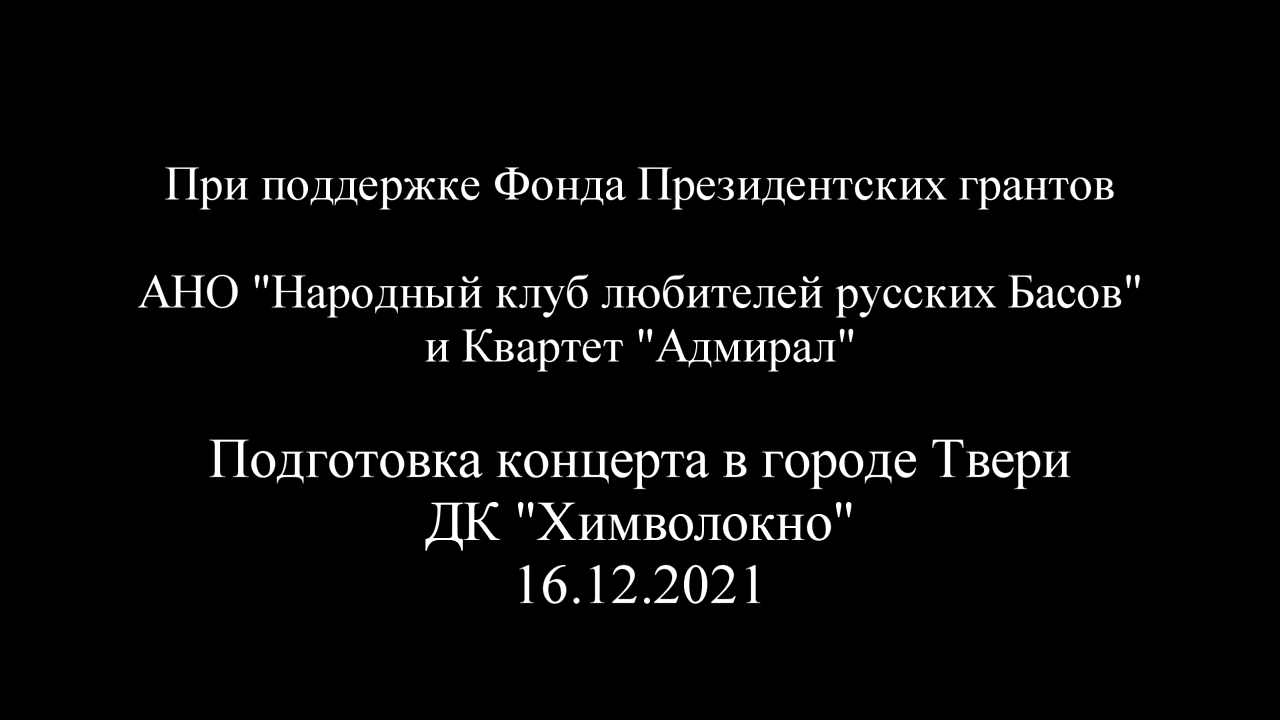 При поддержке Фонда Президентских грантов
АНО "Народный клуб любителей русских Басов"
и Квартет "Адмирал"
Подготовка концерта в городе Твери
ДК "Химволокно"
16.12.2021